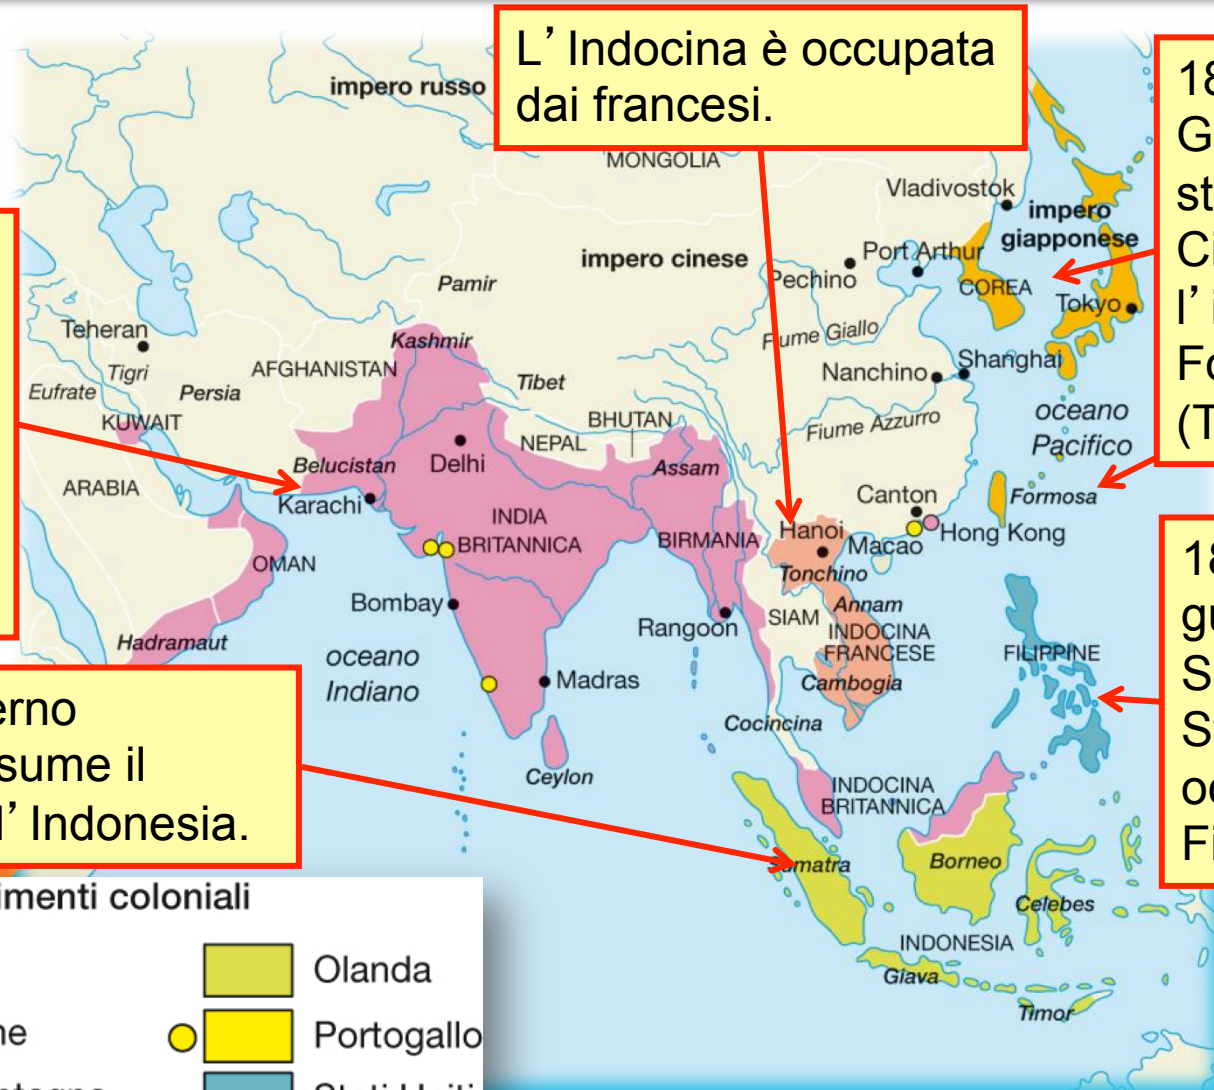 L’ Indocina è occupata
dai francesi.
impero russo
MONGOLIA
Vladivostok
impero
giapponese
impero cinese
Port Arthur
Pechino
COREA
Tokyo
Pamir
Teheran
Kashmir
Fiume Giallo
Tigri
AFGHANISTAN
Shanghai
Eufrate
Persia
Tibet
Nanchino
KUWAIT
BHUTAN
oceano
Pacifico
NEPAL
Fiume Azzurro
Belucistan
Delhi
Assam
ARABIA
Karachi
Canton
Formosa
INDIA
BRITANNICA
BIRMANIA
Hanoi
Macao
Hong Kong
OMAN
Tonchino
Bombay
SIAM
Annam
Rangoon
INDOCINA
FRANCESE
Hadramaut
FILIPPINE
oceano
Indiano
Madras
Cambogia
Cocincina
Ceylon
INDOCINA
BRITANNICA
Sumatra
Borneo
Celebes
INDONESIA
Giava
Timor
18
G
st
Ci
l’ i
Fo
(T
18
gu
S
S
oc
Fi
erno
sume il
l’ Indonesia.
imenti coloniali
Olanda
ne
Portogallo
Stati Uniti